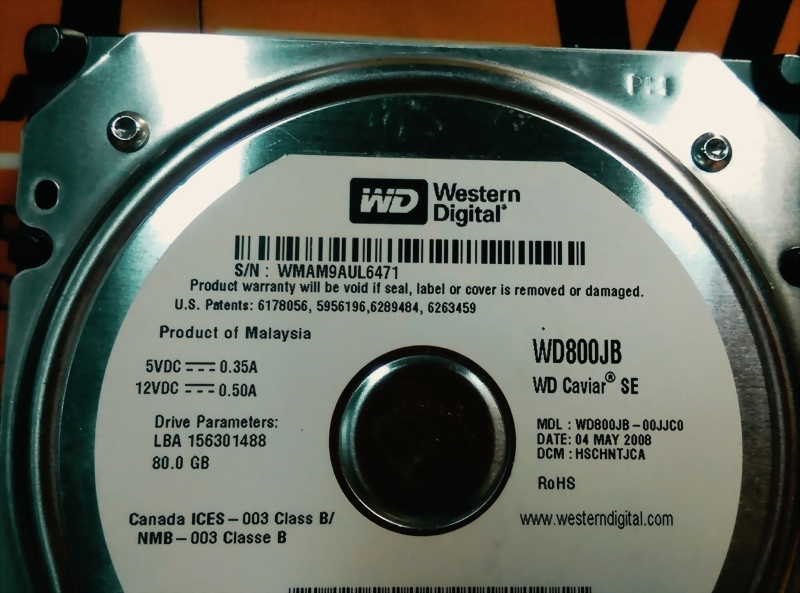 WD Western
Digital®
S/N : WMAM9AUL6471
Product warranty will be void if seal, label or cover is removed or damaged.
U.S. Patents: 6178056, 5956196,6289484, 6263459
Product of Malaysia
5VDC ⎓ 0.35A
12VDC ⎓ 0.50A
Drive Parameters:
LBA 156301488
80.0 GB
WD800JB
WD Caviar® SE
MDL : WD800JB-00JJC0
DATE: 04 MAY 2008
DCM : HSCHNTJCA
RoHS
Canada ICES-003 Class B/
NMB-003 Classe B
www.westerndigital.com